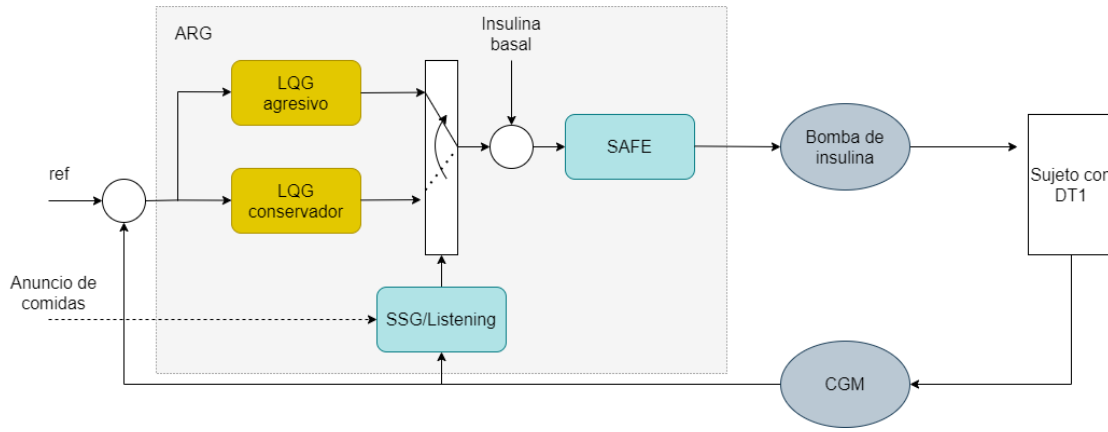 ARG
Insulina
basal
LQG
agresivo
SAFE
Bomba de
insulina
Sujeto con
DT1
ref
LQG
conservador
Anuncio de
comidas
SSG/Listening
CGM